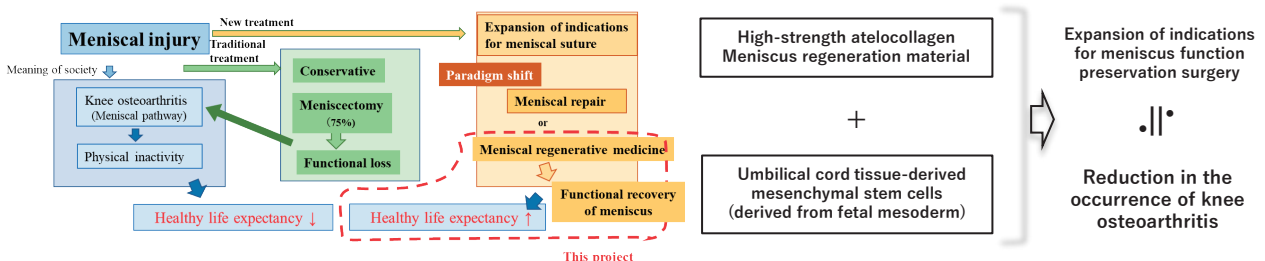 Meniscal injury
New treatment
Traditional
treatment
Meaning of society
Knee osteoarthritis
(Meniscal pathway)
Physical inactivity
Healthy life expectancy ↓
Conservative
Meniscectomy
(75%)
Functional loss
Expansion of indications
for meniscal suture
Paradigm shift
Meniscal repair
or
Meniscal regenerative medicine
Functional recovery
of meniscus
Healthy life expectancy ↑
This project
High-strength atelocollagen
Meniscus regeneration material
+
Umbilical cord tissue-derived
mesenchymal stem cells
(derived from fetal mesoderm)
Expansion of indications
for meniscus function
preservation surgery
Reduction in the
occurrence of knee
osteoarthritis